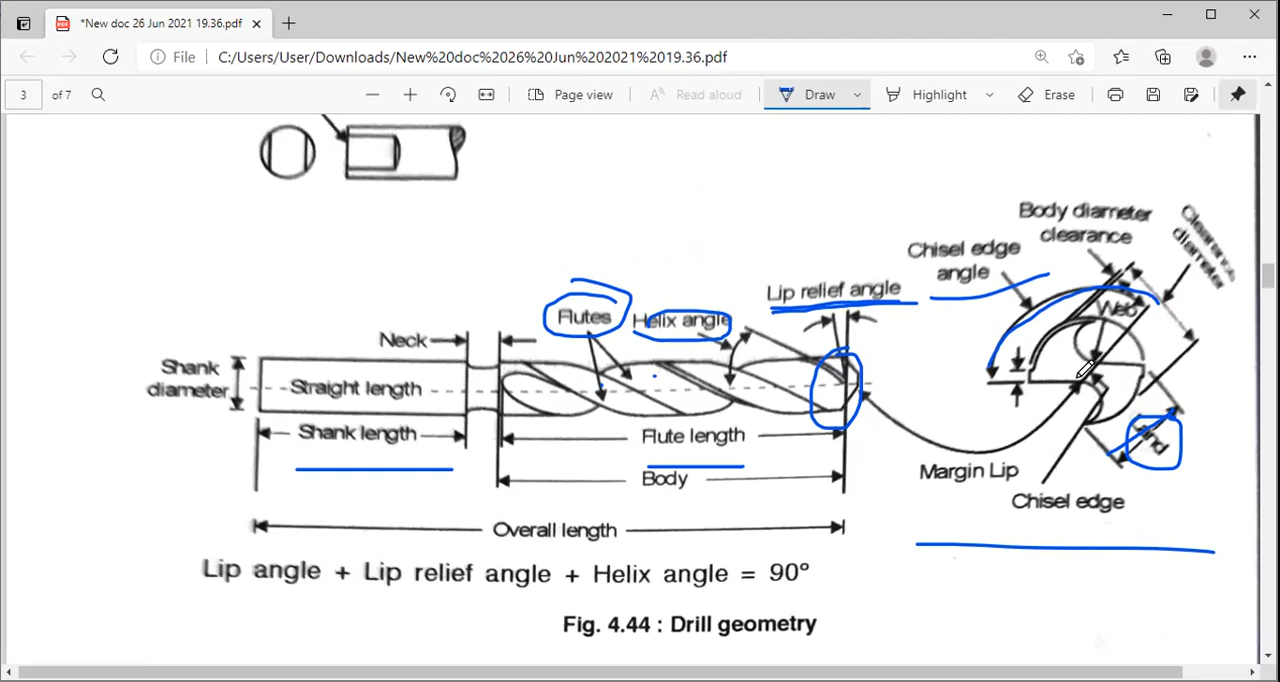 *New doc 26 Jun 2021 19.36.pdf
File
C:/Users/User/Downloads/New%20doc%2026%20Jun%202021%2019.36.pdf
3 of 7
Page view
Read aloud
Draw
Highlight
Erase
Body diameter
clearance
Clearance
diameter
Chisel edge
angle
Lip relief angle
Flutes
Helix angle
Web
Neck
Shank
diameter
Straight length
Shank length
Flute length
Land
Body
Margin Lip
Chisel edge
Overall length
Lip angle + Lip relief angle + Helix angle = 90°
Fig. 4.44 : Drill geometry